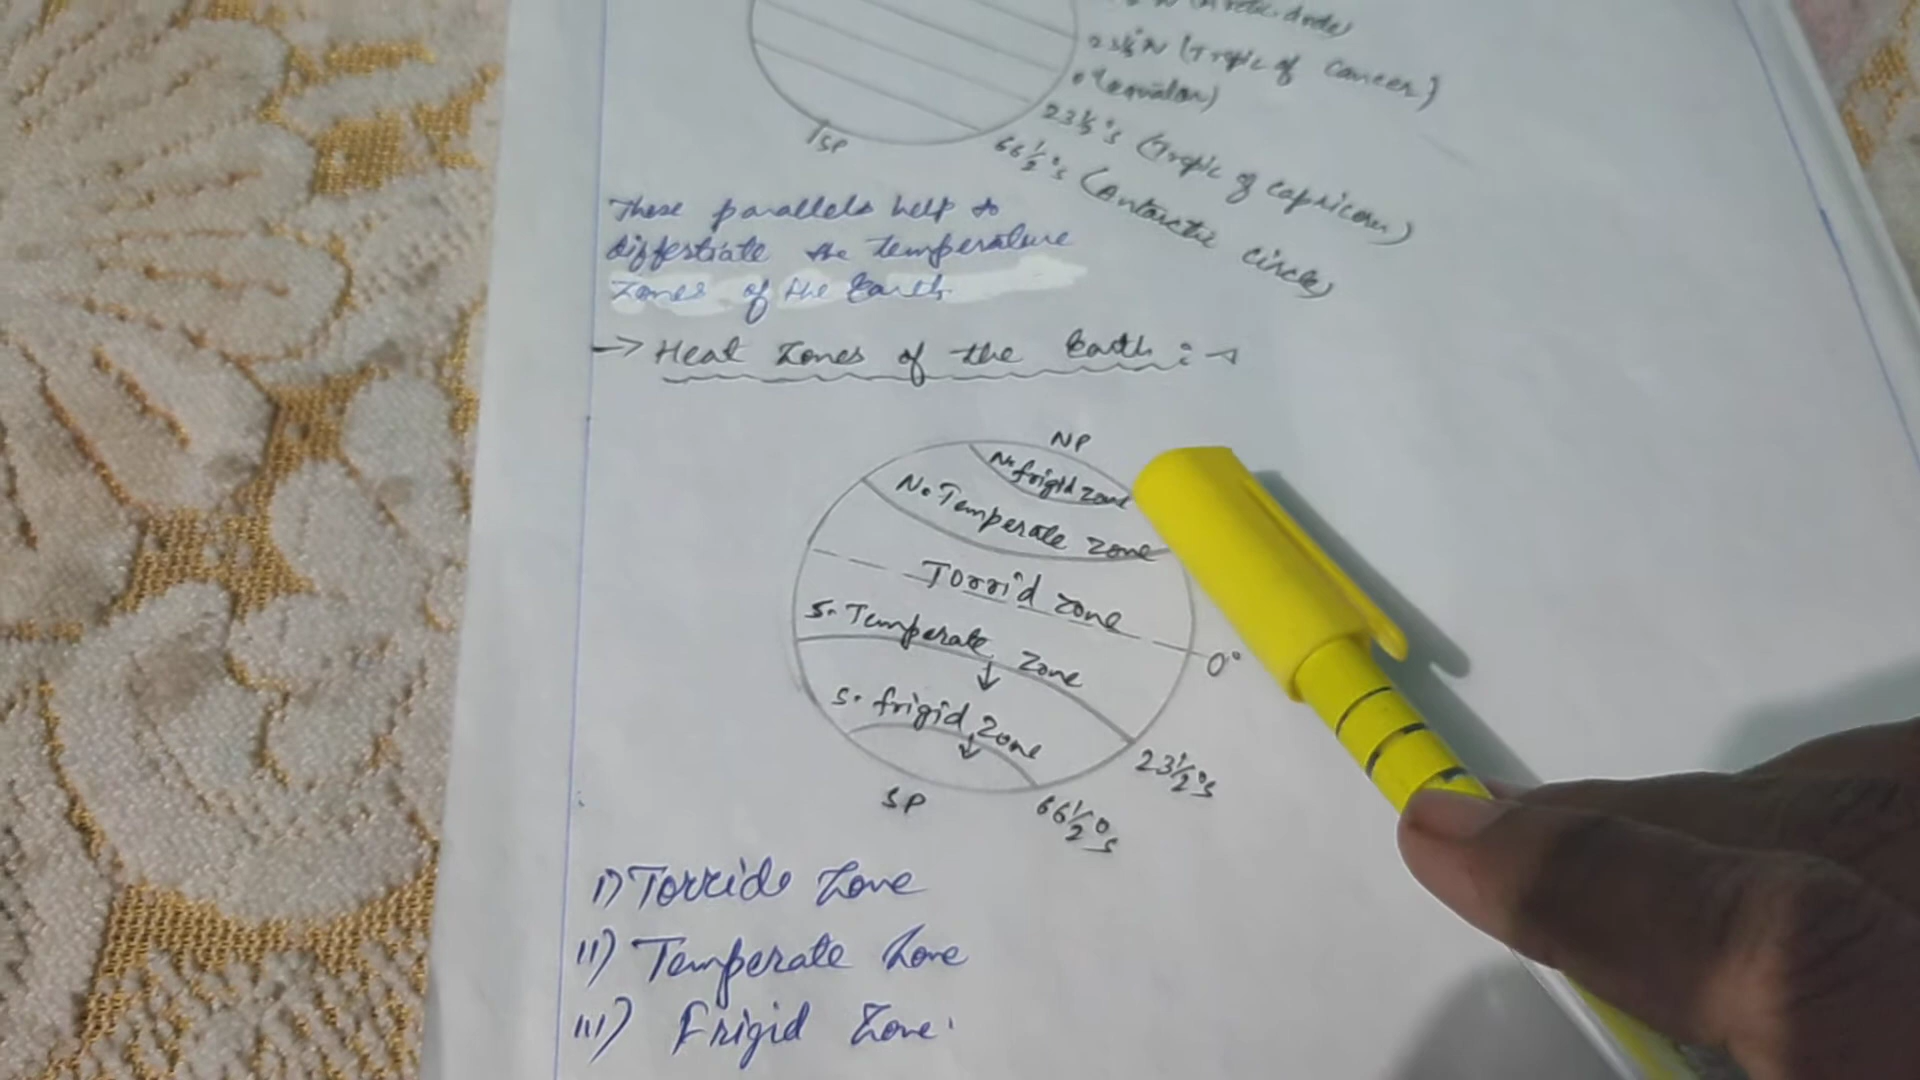 23½°N (Tropic of Cancer)
0°(equator)
23½°S (Tropic of Capricorn)
66½°S (Antarctic circle)
SP
These parallels help to
differtiate the temperature
Zones of the Earth
→ Heat Zones of the Earth :→
NP
N. frigid zone
N. Temperate zone
Torrid zone
0°
S. Temperate zone
S. frigid zone
23½°S
SP
66½°S
I) Torride Zone
II) Temperate Zone
III) Frigid Zone.